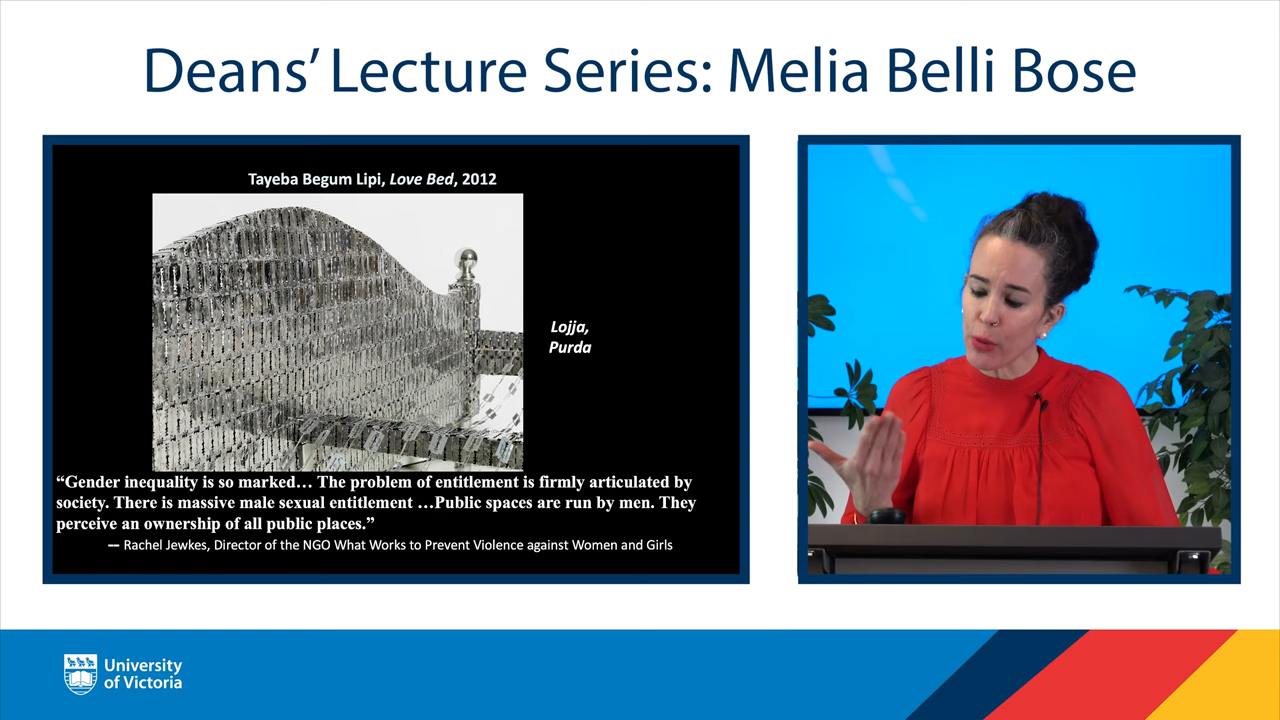 Deans’ Lecture Series: Melia Belli Bose
Tayeba Begum Lipi, Love Bed, 2012
Lojja,
Purda
“Gender inequality is so marked… The problem of entitlement is firmly articulated by
society. There is massive male sexual entitlement …Public spaces are run by men. They
perceive an ownership of all public places.”
–– Rachel Jewkes, Director of the NGO What Works to Prevent Violence against Women and Girls
University
of Victoria